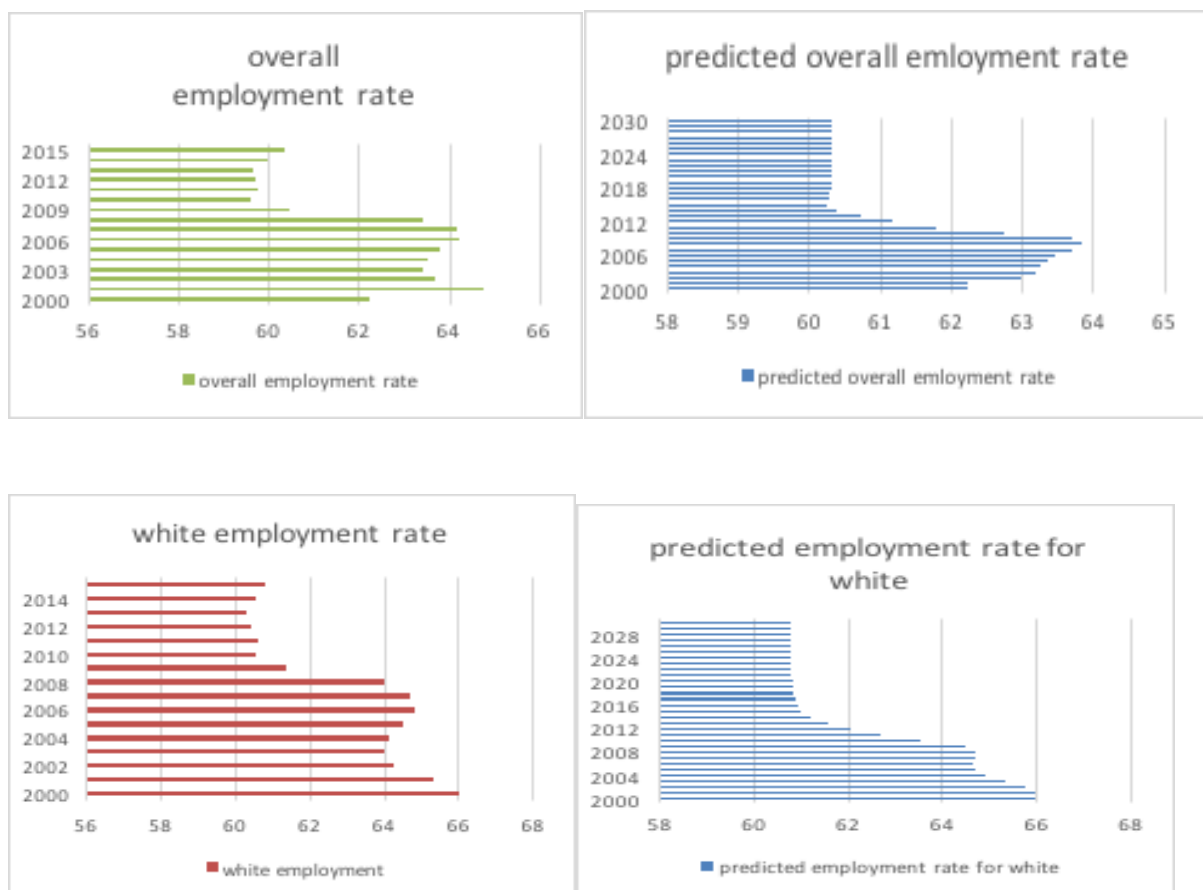 overall
employment rate
2015
2012
2009
2006
2003
2000
56 58 60 62 64 66
overall employment rate
predicted overall emloyment rate
2030
2024
2018
2012
2006
2000
58 59 60 61 62 63 64 65
predicted overall emloyment rate
white employment rate
2014
2012
2010
2008
2006
2004
2002
2000
56 58 60 62 64 66 68
white employment
predicted employment rate for
white
2028
2024
2020
2016
2012
2008
2004
2000
58 60 62 64 66 68
predicted employment rate for white